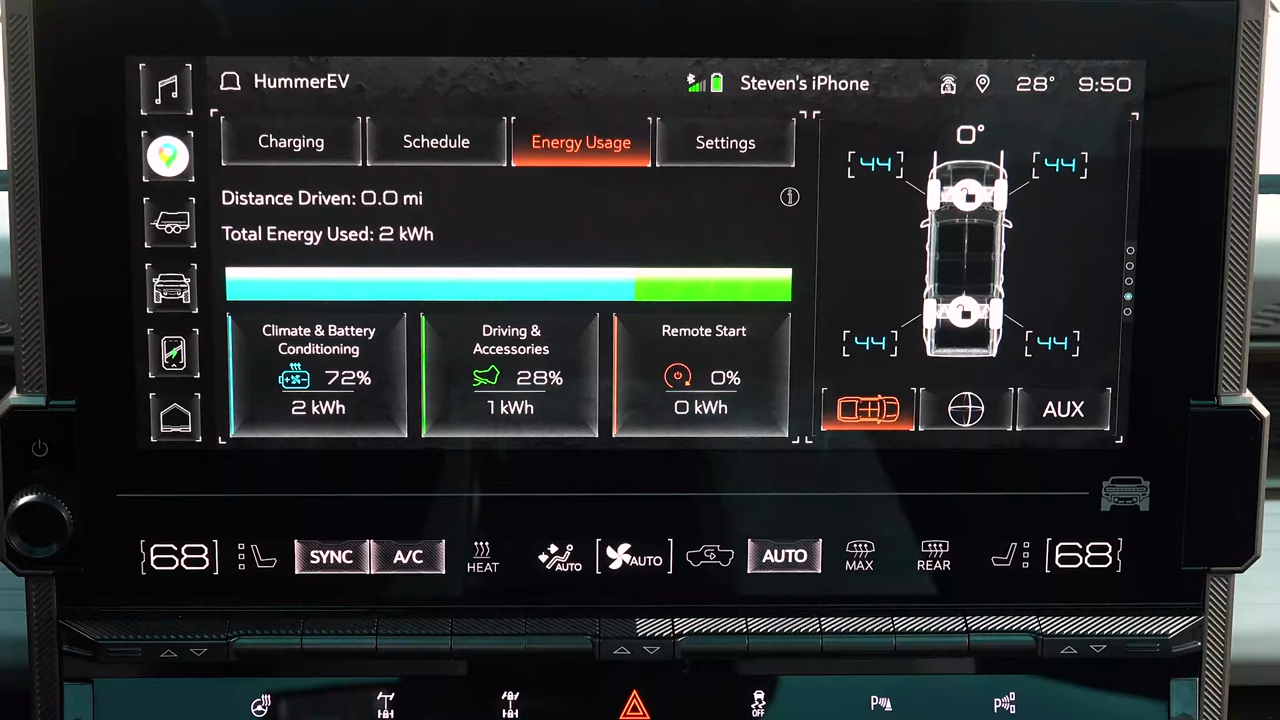 HummerEV
Steven's iPhone
28° 9:50
Charging Schedule Energy Usage Settings
0°
44 44
Distance Driven: 0.0 mi
Total Energy Used: 2 kWh
Climate & Battery
Conditioning
72%
2 kWh
Driving &
Accessories
28%
1 kWh
Remote Start
0%
0 kWh
44 44
AUX
68 SYNC A/C HEAT AUTO AUTO AUTO MAX REAR 68
OFF
P P